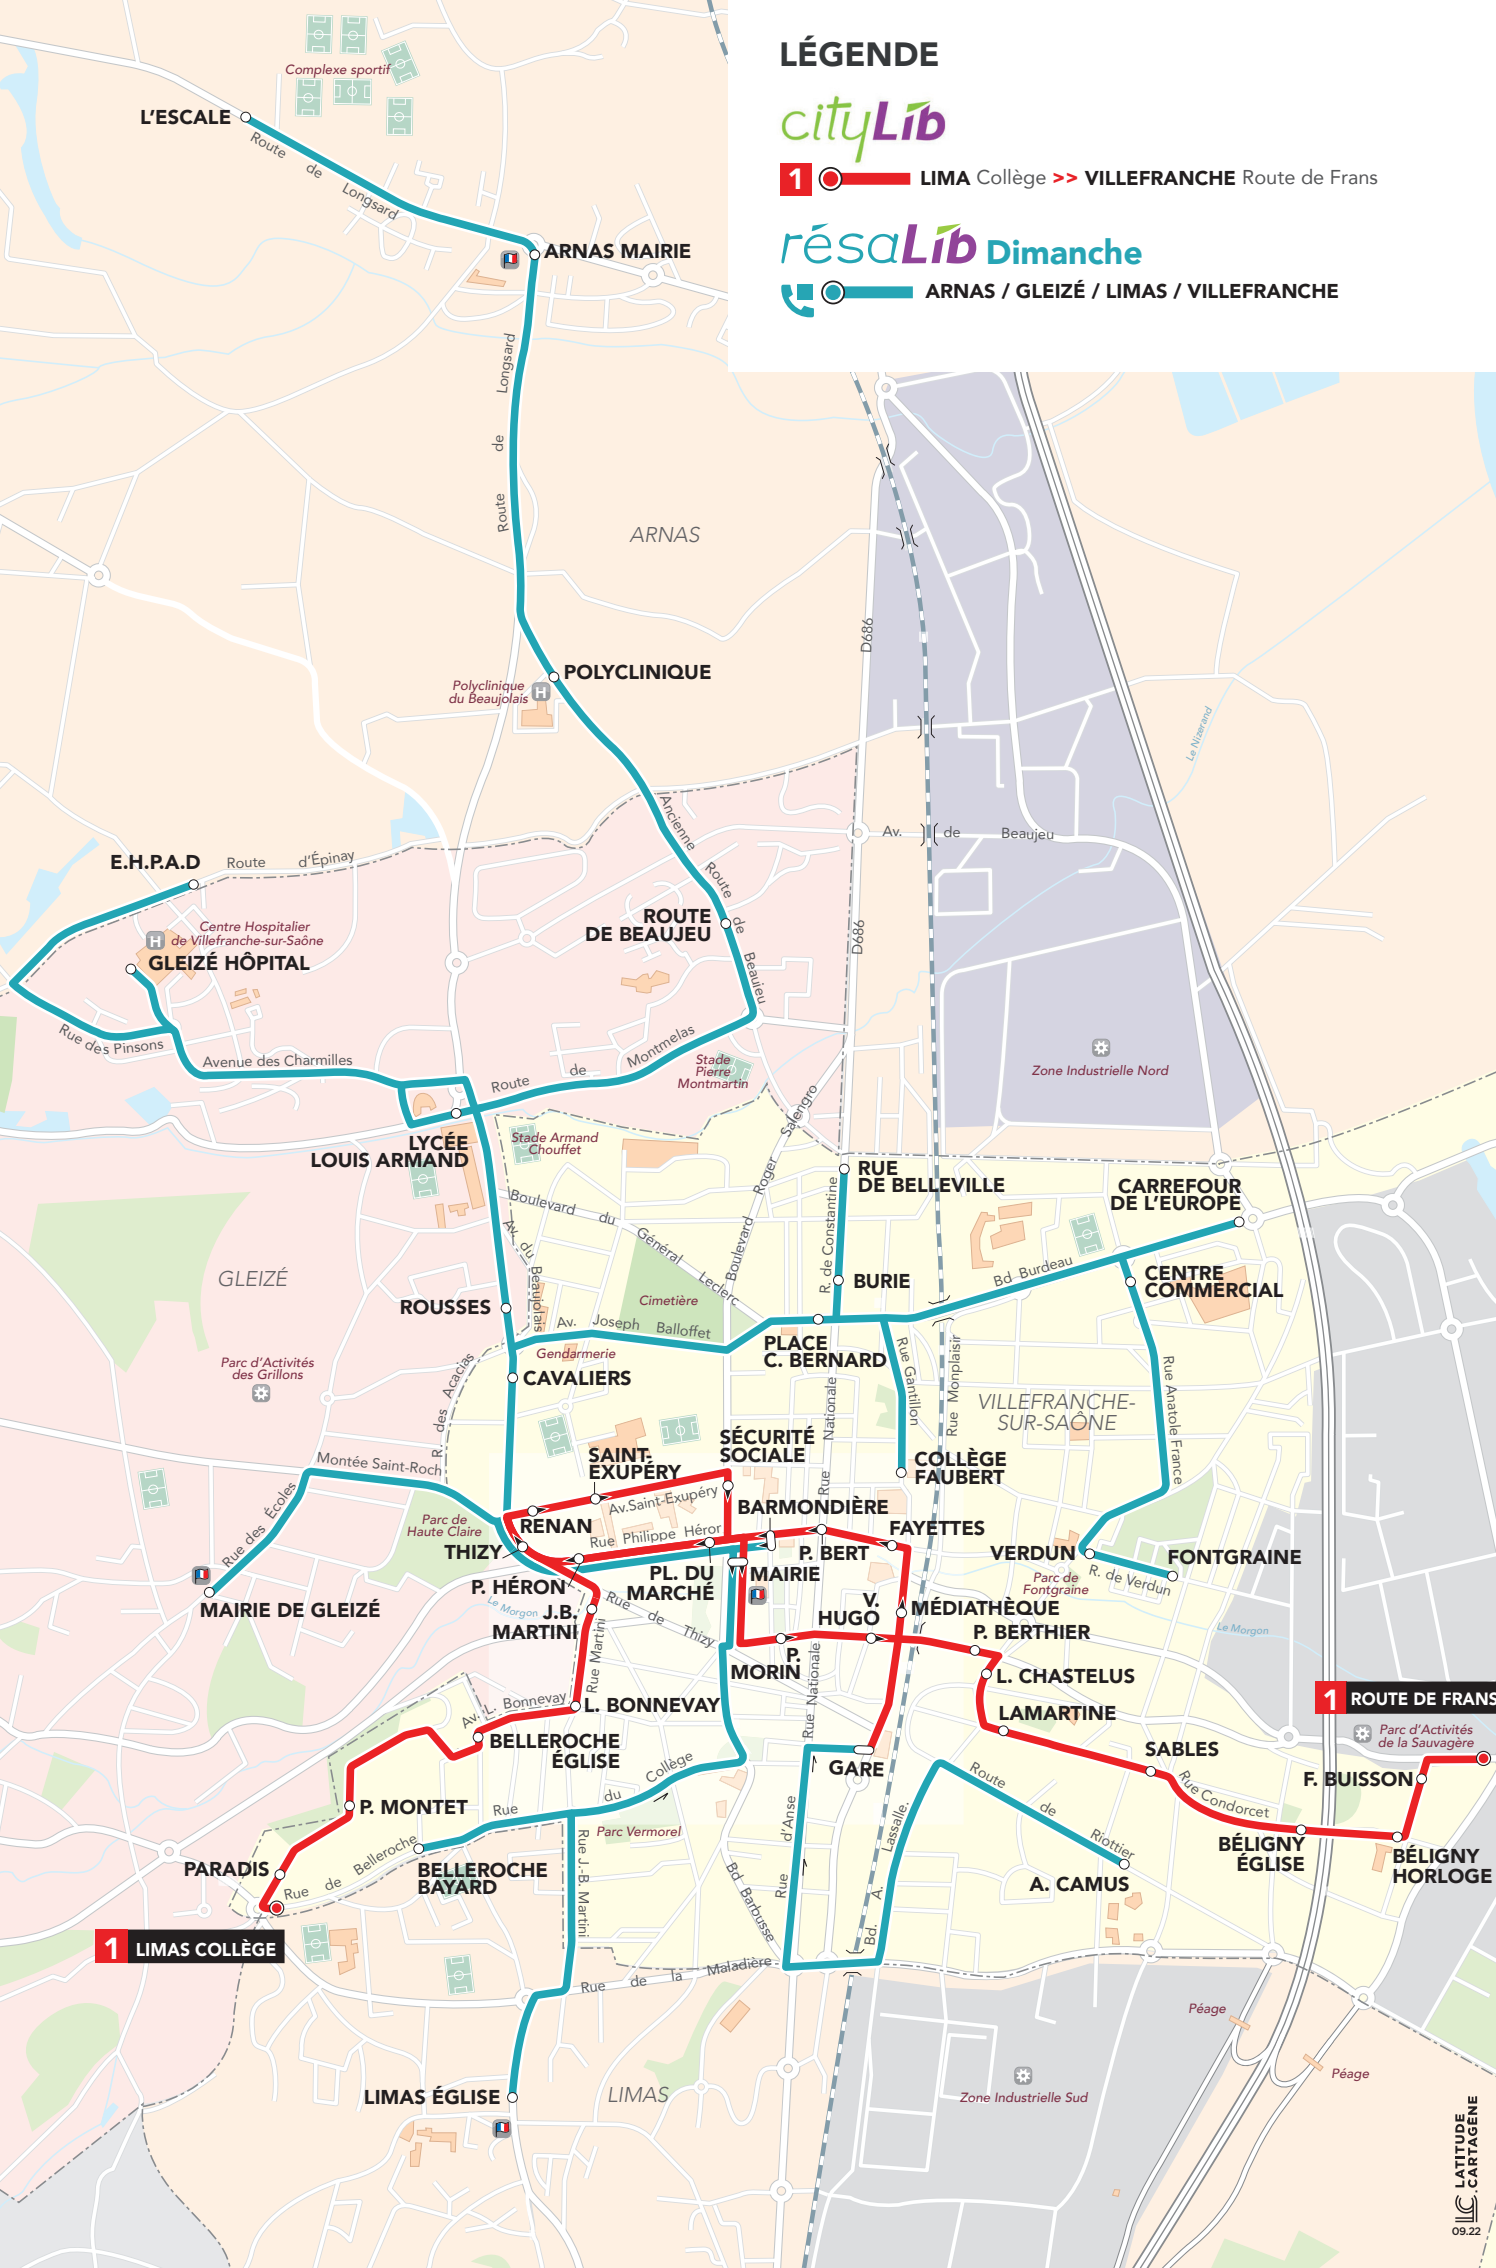 LÉGENDE
cityLib
1 LIMA Collège >> VILLEFRANCHE Route de Frans
résaLib Dimanche
ARNAS / GLEIZÉ / LIMAS / VILLEFRANCHE
Complexe sportif
L'ESCALE
Route de Longsard
ARNAS MAIRIE
Route de Longsard
ARNAS
D686
POLYCLINIQUE
Polyclinique
du Beaujolais
Le Nizerand
Ancienne Route de Beaujeu
Av. de Beaujeu
E.H.P.A.D
Route d'Épinay
Centre Hospitalier
de Villefranche-sur-Saône
GLEIZÉ HÔPITAL
ROUTE
DE BEAUJEU
D686
Rue des Pinsons
Avenue des Charmilles
Route de Montmelas
Stade
Pierre
Montmartin
Zone Industrielle Nord
LYCÉE
LOUIS ARMAND
Stade Armand
Chouffet
Boulevard Roger Salengro
RUE
DE BELLEVILLE
CARREFOUR
DE L'EUROPE
Boulevard du Général Leclerc
Av. du Beaujolais
R. de Constantine
GLEIZÉ
BURIE
Bd Burdeau
CENTRE
COMMERCIAL
ROUSSES
Cimetière
Av. Joseph Balloffet
Gendarmerie
PLACE
C. BERNARD
Rue Gantillon
Rue Monplaisir
Rue Anatole France
Parc d'Activités
des Grillons
R. des Acacias
CAVALIERS
VILLEFRANCHE-
SUR-SAÔNE
Rue Nationale
SÉCURITÉ
SOCIALE
SAINT-
EXUPÉRY
COLLÈGE
FAUBERT
Montée Saint-Roch
Rue des Écoles
Av.Saint-Exupéry
BARMONDIÈRE
Parc de
Haute Claire
RENAN
Rue Philippe Héron
FAYETTES
THIZY
P. BERT
VERDUN
FONTGRAINE
R. de Verdun
Parc de
Fontgraine
P. HÉRON
PL. DU
MARCHÉ
MAIRIE
MAIRIE DE GLEIZÉ
Le Morgon
J.B.
MARTINI
Rue de Thizy
V.
HUGO
MÉDIATHÈQUE
P. BERTHIER
Le Morgon
Rue Martini
P.
MORIN
L. CHASTELUS
Rue Nationale
Av. L. Bonnevay
L. BONNEVAY
LAMARTINE
1 ROUTE DE FRANS
Parc d'Activités
de la Sauvagère
BELLEROCHE
ÉGLISE
GARE
SABLES
F. BUISSON
Rue du Collège
Route de Riottier
Rue Condorcet
P. MONTET
Rue d'Anse
Bd. A. Lassalle.
Parc Vermorel
BÉLIGNY
ÉGLISE
BÉLIGNY
HORLOGE
PARADIS
Rue de Belleroche
BELLEROCHE
BAYARD
Rue J.-B. Martini
Bd Barbusse
A. CAMUS
1 LIMAS COLLÈGE
Rue de la Maladière
Péage
Péage
LIMAS ÉGLISE
LIMAS
Zone Industrielle Sud
LATITUDE
CARTAGÈNE
LC
09.22